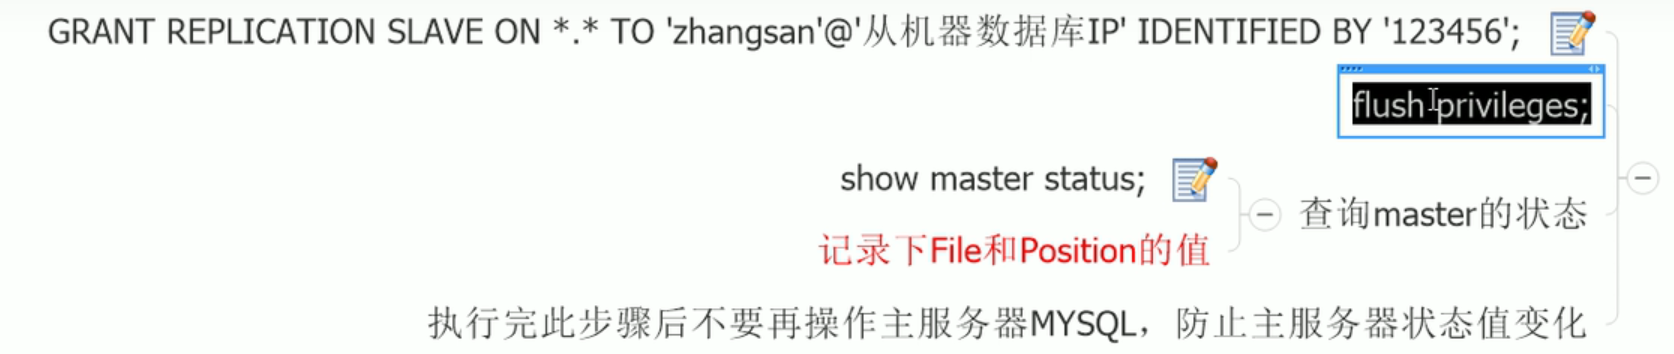 GRANT REPLICATION SLAVE ON *.* TO 'zhangsan'@'从机器数据库IP' IDENTIFIED BY '123456';
flush privileges;
show master status;
查询master的状态
记录下File和Position的值
执行完此步骤后不要再操作主服务器MYSQL，防止主服务器状态值变化